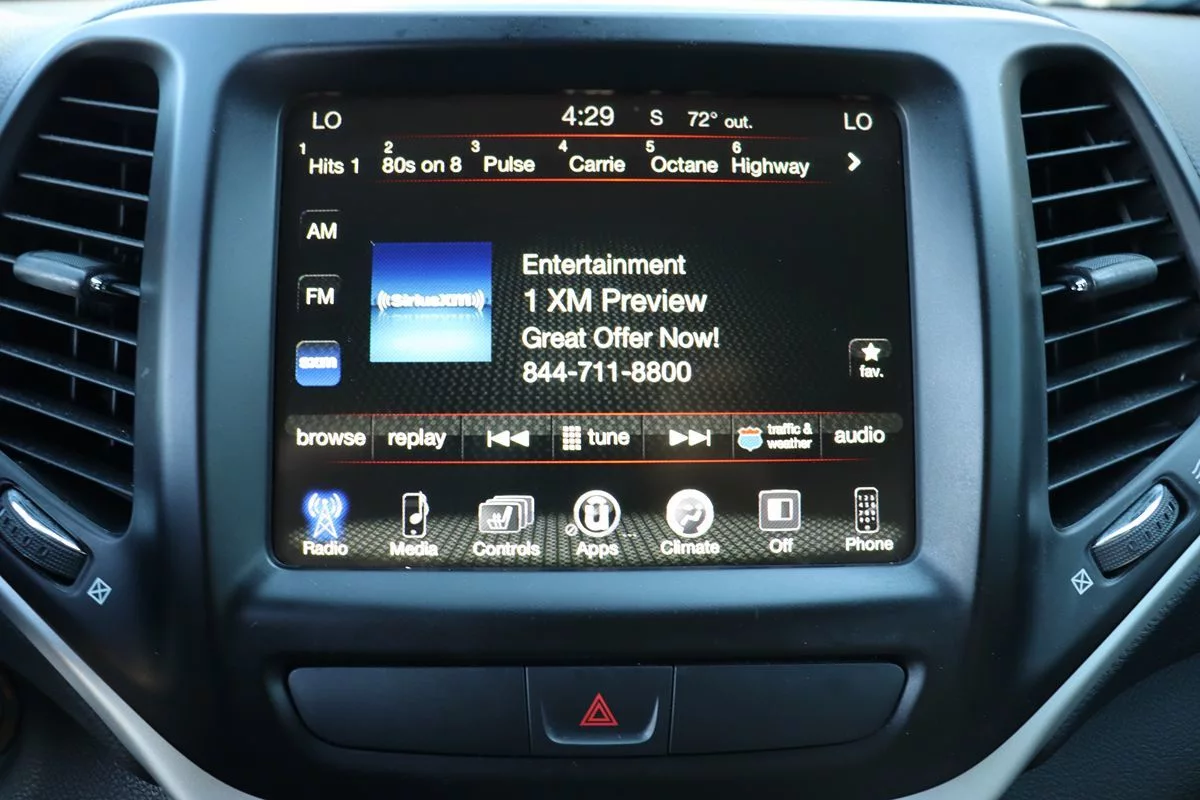 LO 4:29 S 72° out. LO
1 Hits 1 2 80s on 8 3 Pulse 4 Carrie 5 Octane 6 Highway
AM
FM
sxm
((SiriusXM))
Entertainment
1 XM Preview
Great Offer Now!
844-711-8800
fav.
browse replay tune traffic & weather audio
Radio Media Controls Apps Climate Off Phone